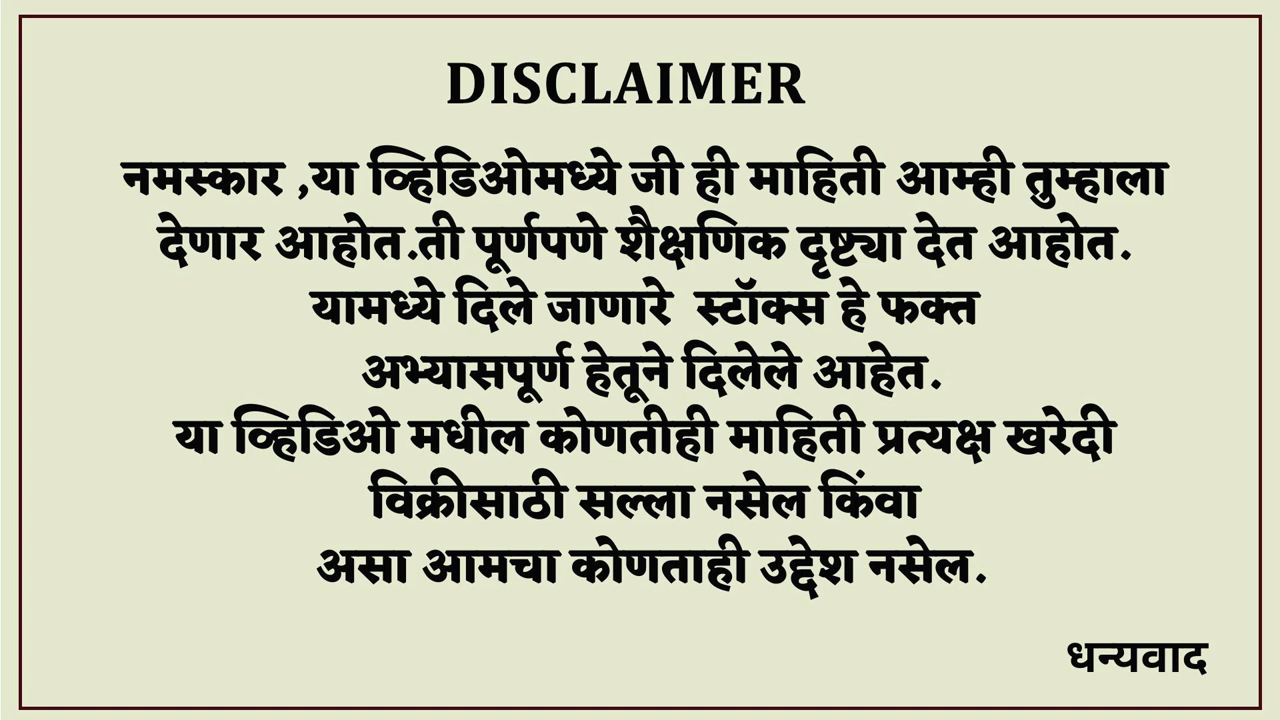 DISCLAIMER
नमस्कार ,या व्हिडिओमध्ये जी ही माहिती आम्ही तुम्हाला
देणार आहोत.ती पूर्णपणे शैक्षणिक दृष्ट्या देत आहोत.
यामध्ये दिले जाणारे  स्टॉक्स हे फक्त
अभ्यासपूर्ण हेतूने दिलेले आहेत.
या व्हिडिओ मधील कोणतीही माहिती प्रत्यक्ष खरेदी
विक्रीसाठी सल्ला नसेल किंवा
असा आमचा कोणताही उद्देश नसेल.
धन्यवाद